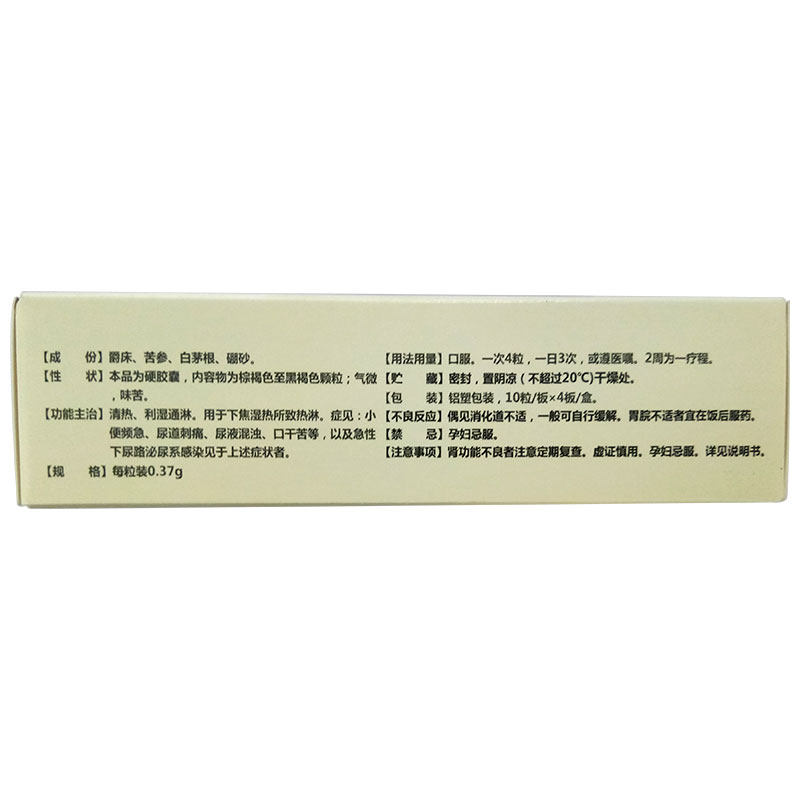 【成　份】爵床、苦参、白茅根、硼砂。
【性　状】本品为硬胶囊，内容物为棕褐色至黑褐色颗粒；气微
，味苦。
【功能主治】清热、利湿通淋。用于下焦湿热所致热淋。症见：小
便频急、尿道刺痛、尿液混浊、口干苦等，以及急性
下尿路泌尿系感染见于上述症状者。
【规　格】每粒装0.37g
【用法用量】口服。一次4粒，一日3次，或遵医嘱。2周为一疗程。
【贮　藏】密封，置阴凉（不超过20℃)干燥处。
【包　装】铝塑包装，10粒/板×4板/盒。
【不良反应】偶见消化道不适，一般可自行缓解。胃脘不适者宜在饭后服药。
【禁　忌】孕妇忌服。
【注意事项】肾功能不良者注意定期复查。虚证慎用。孕妇忌服。详见说明书。